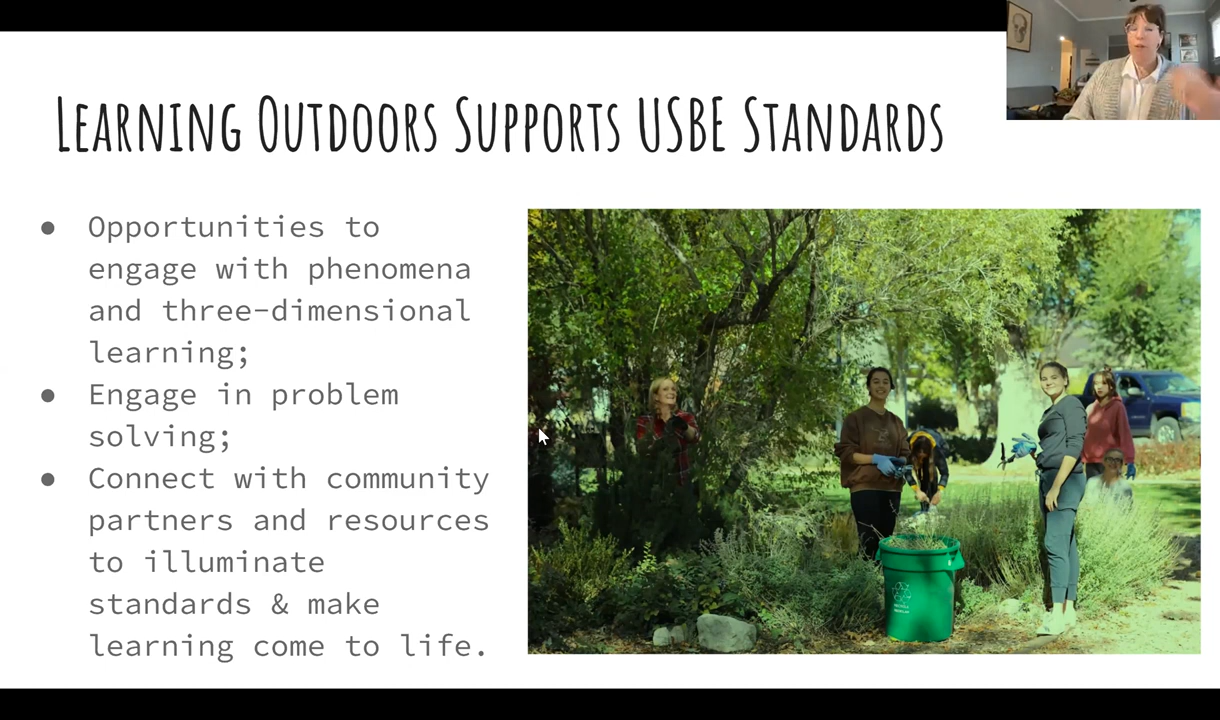 Learning Outdoors Supports USBE Standards
● Opportunities to
engage with phenomena
and three-dimensional
learning;
● Engage in problem
solving;
● Connect with community
partners and resources
to illuminate
standards & make
learning come to life.